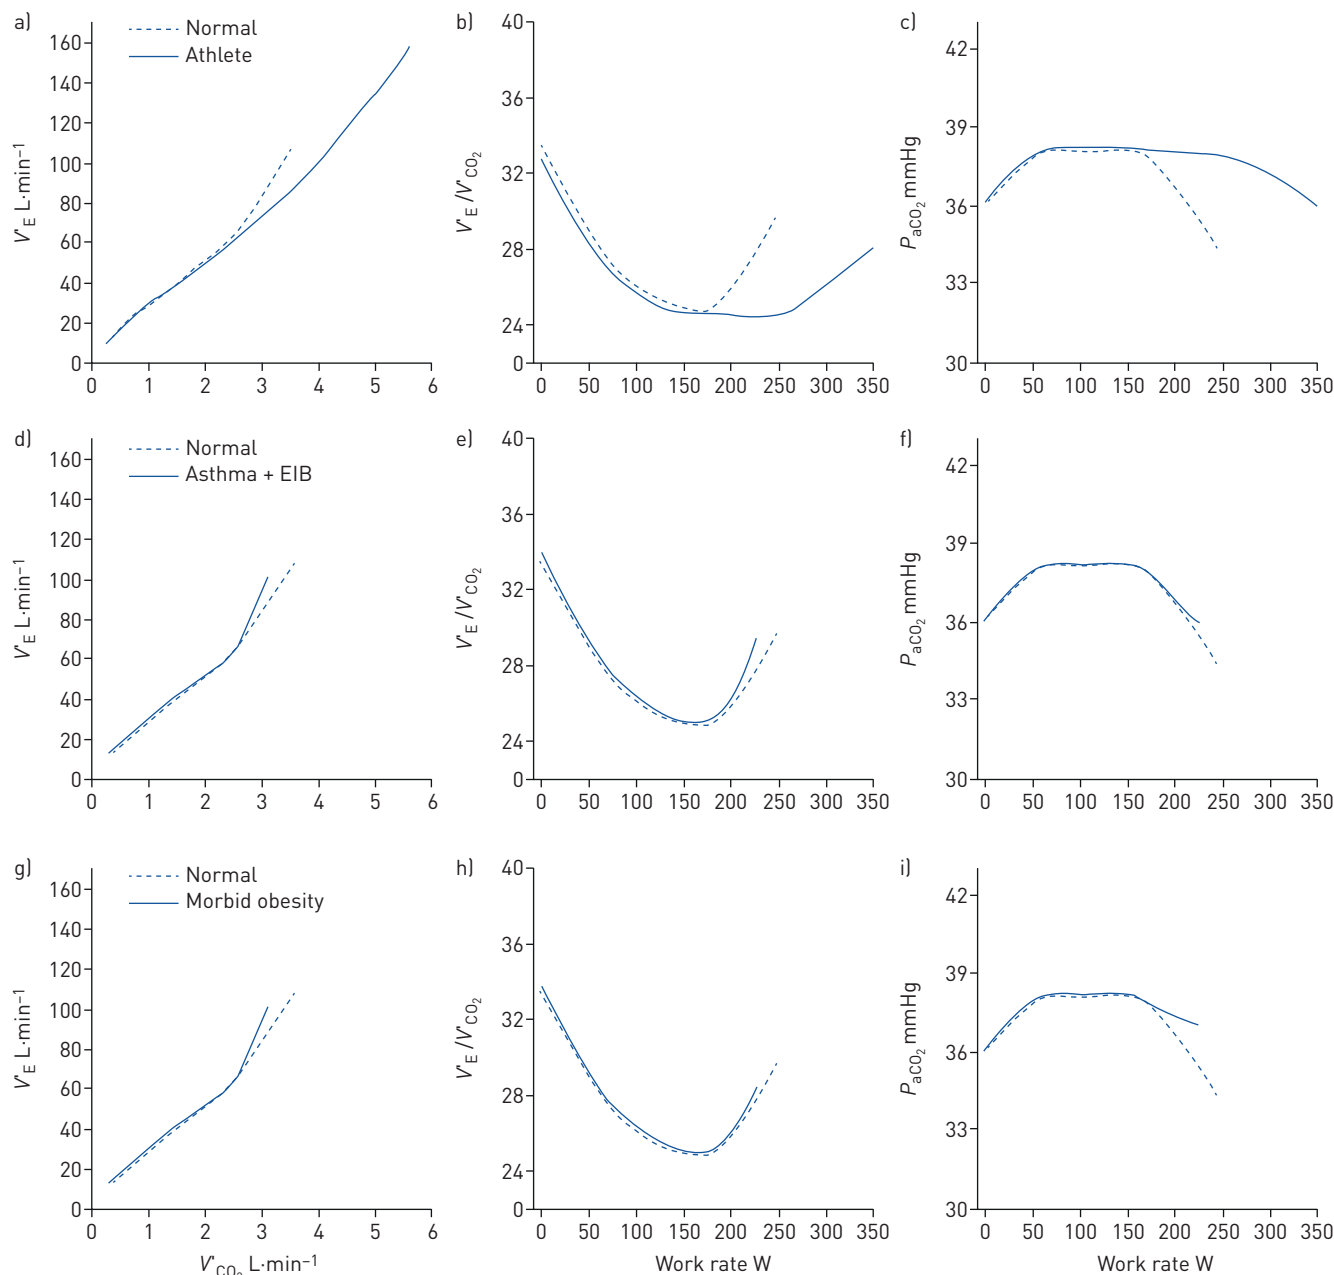 a)
Normal
Athlete
160
140
120
100
80
60
40
20
0
0 1 2 3 4 5 6
V'E L·min⁻¹
b)
40
36
32
28
24
0
0 50 100 150 200 250 300 350
V'E/V'CO₂
c)
42
39
36
33
30
0 50 100 150 200 250 300 350
PaCO₂ mmHg
d)
Normal
Asthma + EIB
160
140
120
100
80
60
40
20
0
0 1 2 3 4 5 6
V'E L·min⁻¹
e)
40
36
32
28
24
0
0 50 100 150 200 250 300 350
V'E/V'CO₂
f)
42
39
36
33
30
0 50 100 150 200 250 300 350
PaCO₂ mmHg
g)
Normal
Morbid obesity
160
140
120
100
80
60
40
20
0
0 1 2 3 4 5 6
V'E L·min⁻¹
V'CO₂ L·min⁻¹
h)
40
36
32
28
24
0
0 50 100 150 200 250 300 350
V'E/V'CO₂
Work rate W
i)
42
39
36
33
30
0 50 100 150 200 250 300 350
PaCO₂ mmHg
Work rate W